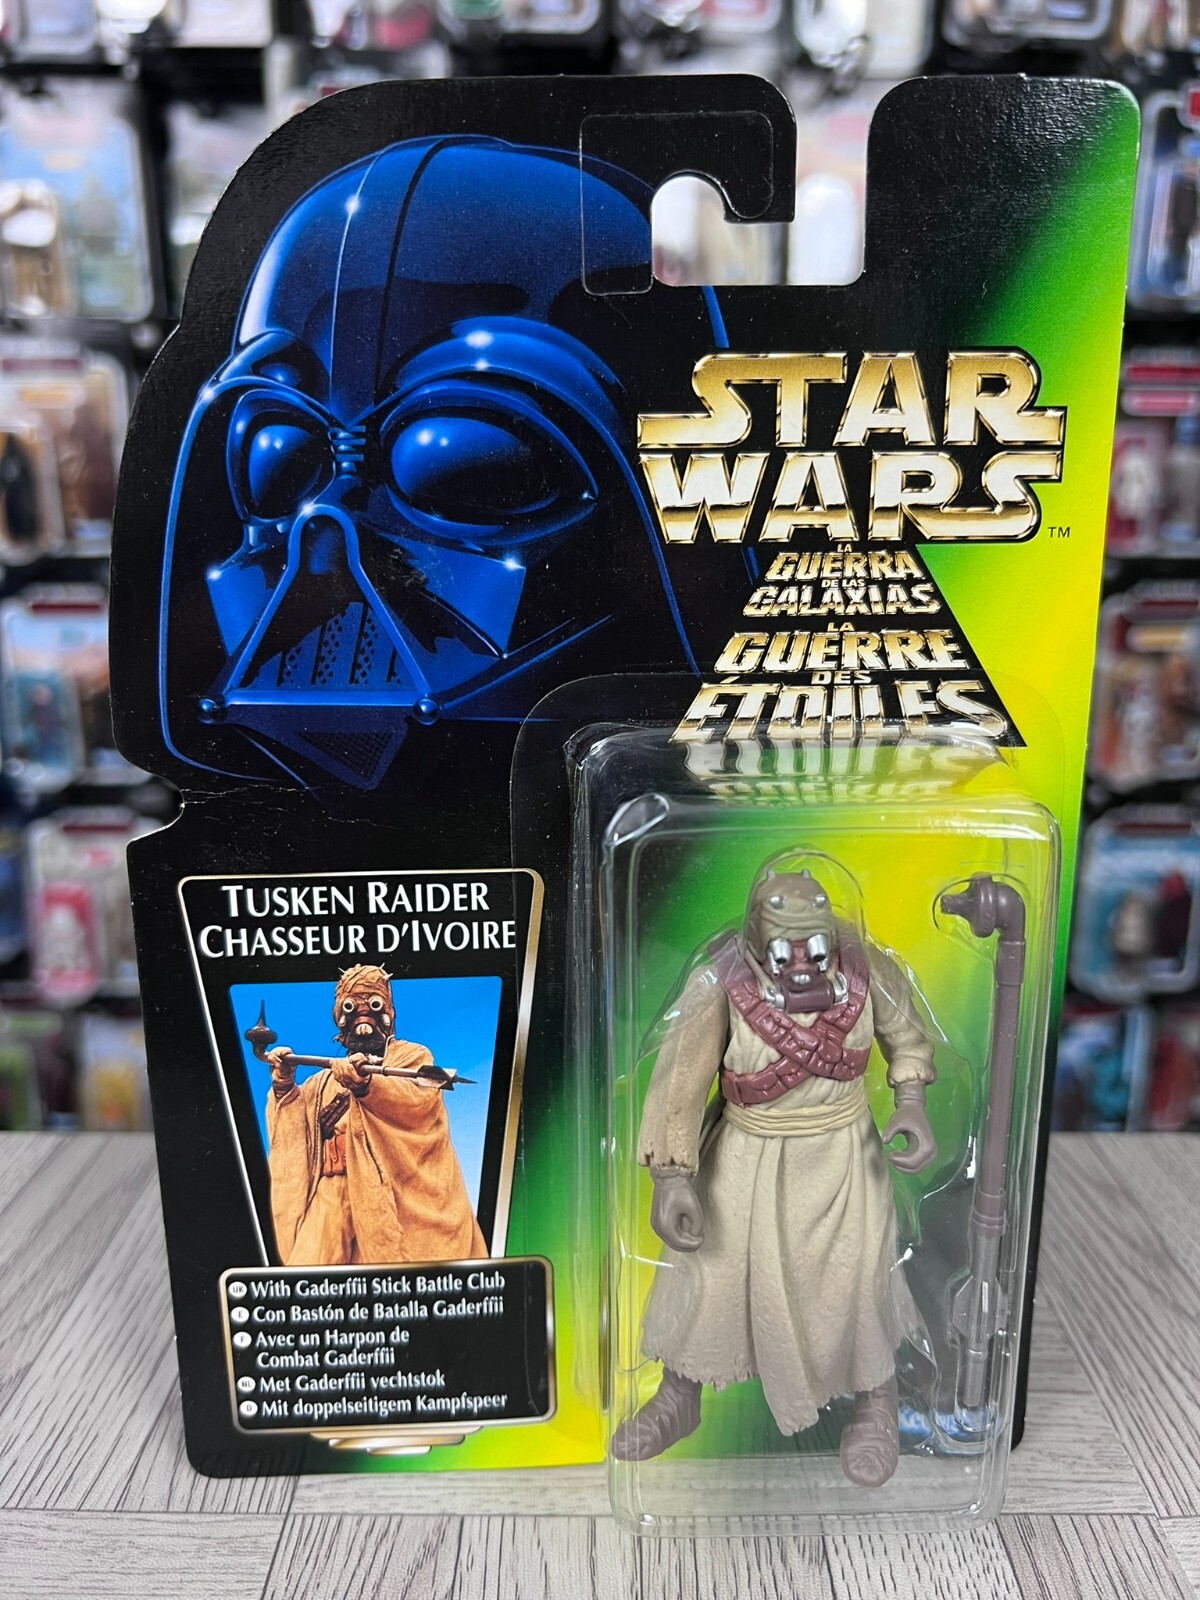 STAR
WARS
TM
LA
GUERRA
DE LAS
GALAXIAS
LA
GUERRE
DES
ÉTOILES
TUSKEN RAIDER
CHASSEUR D'IVOIRE
UK With Gaderffii Stick Battle Club
E Con Bastón de Batalla Gaderffii
F Avec un Harpon de
Combat Gaderffii
NL Met Gaderffii vechtstok
D Mit doppelseitigem Kampfspeer